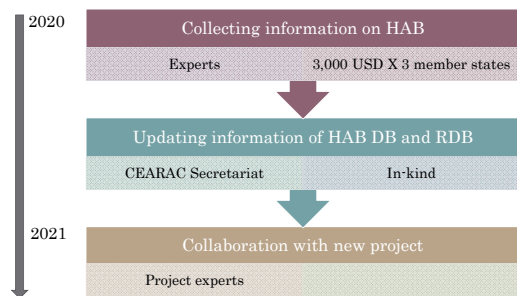 2020
Collecting information on HAB
Experts 3,000 USD X 3 member states
Updating information of HAB DB and RDB
CEARAC Secretariat In-kind
2021
Collaboration with new project
Project experts